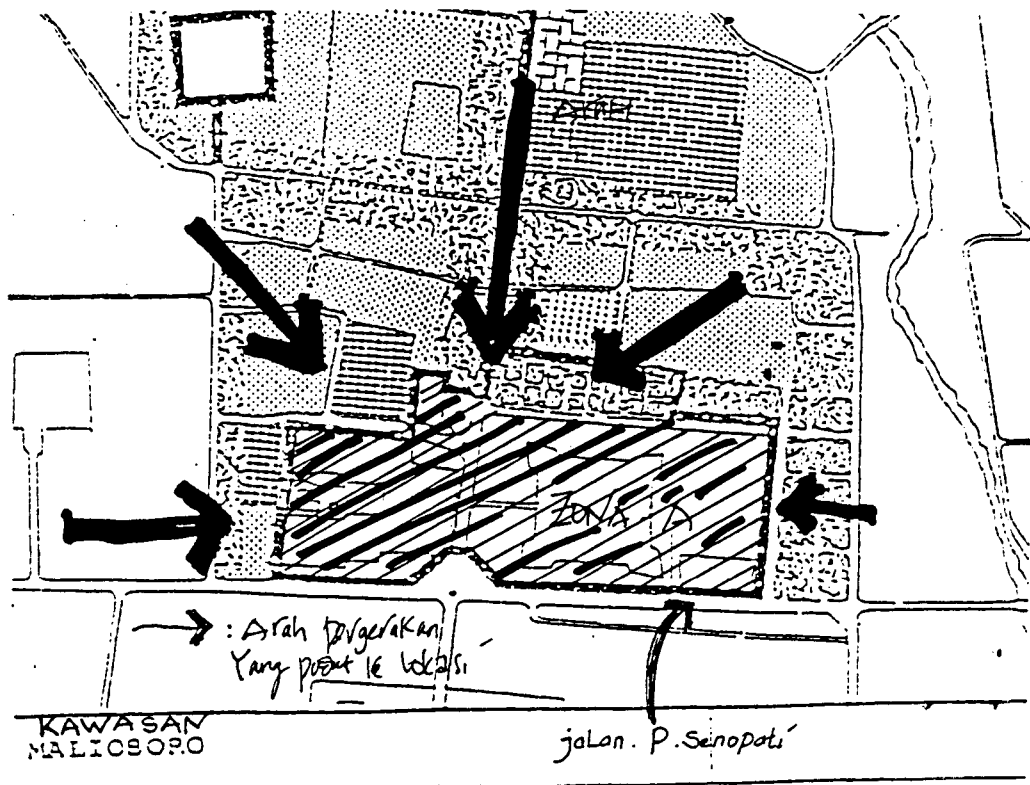 ZONA
: Arah pergerakan
Yang pusat ke lokasi
KAWASAN
MALIOBORO
jalan. P. Senopati